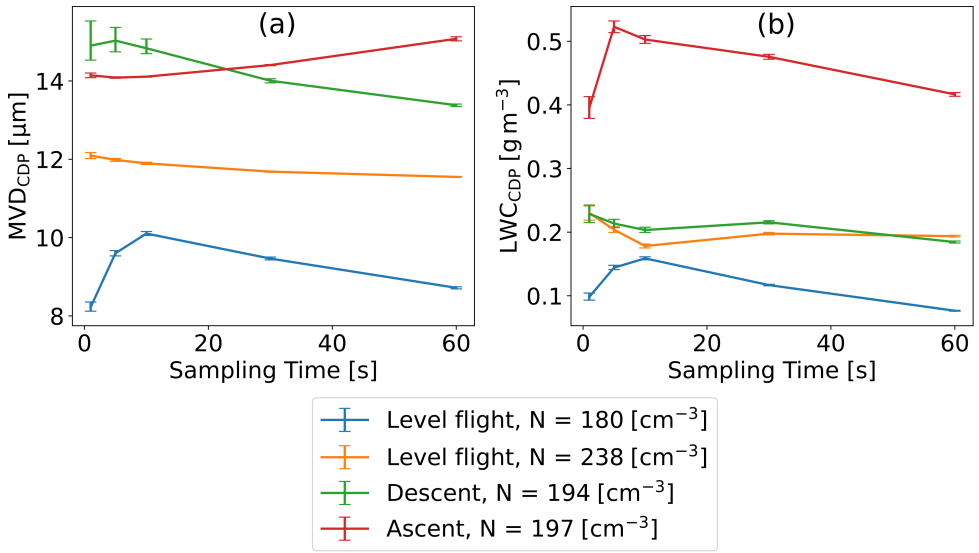 (a)
MVD_CDP [μm]
14
12
10
8
0 20 40 60
Sampling Time [s]
(b)
LWC_CDP [g m⁻³]
0.5
0.4
0.3
0.2
0.1
0 20 40 60
Sampling Time [s]
Level flight, N = 180 [cm⁻³]
Level flight, N = 238 [cm⁻³]
Descent, N = 194 [cm⁻³]
Ascent, N = 197 [cm⁻³]